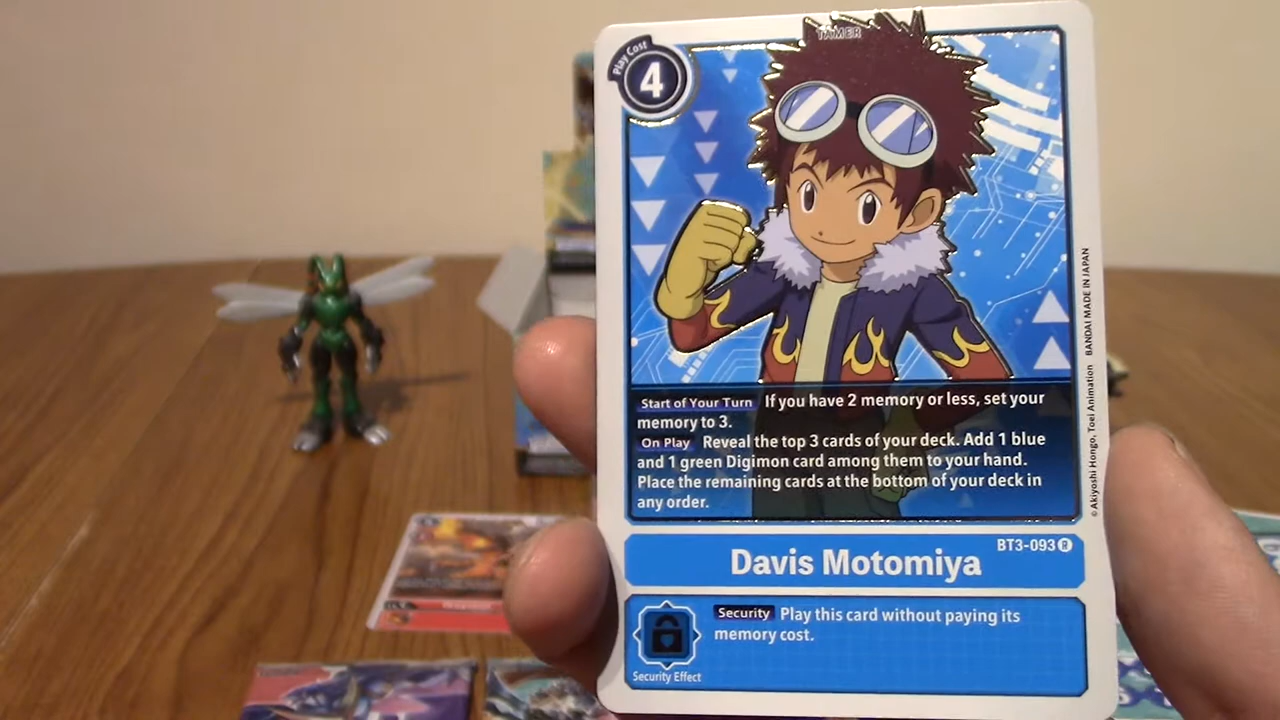 TAMER
Play Cost
4
Start of Your Turn If you have 2 memory or less, set your
memory to 3.
On Play Reveal the top 3 cards of your deck. Add 1 blue
and 1 green Digimon card among them to your hand.
Place the remaining cards at the bottom of your deck in
any order.
©Akiyoshi Hongo, Toei Animation BANDAI MADE IN JAPAN
BT3-093 R
Davis Motomiya
Security Play this card without paying its
memory cost.
Security Effect